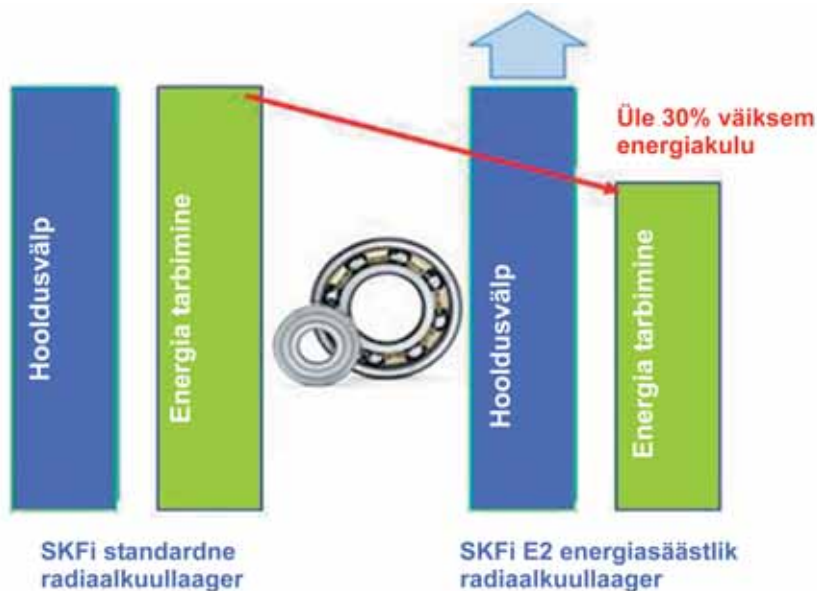 Hooldusvälp
Energia tarbimine
Üle 30% väiksem
energiakulu
Hooldusvälp
Energia tarbimine
SKFi standardne
radiaalkuullaager
SKFi E2 energiasäästlik
radiaalkuullaager